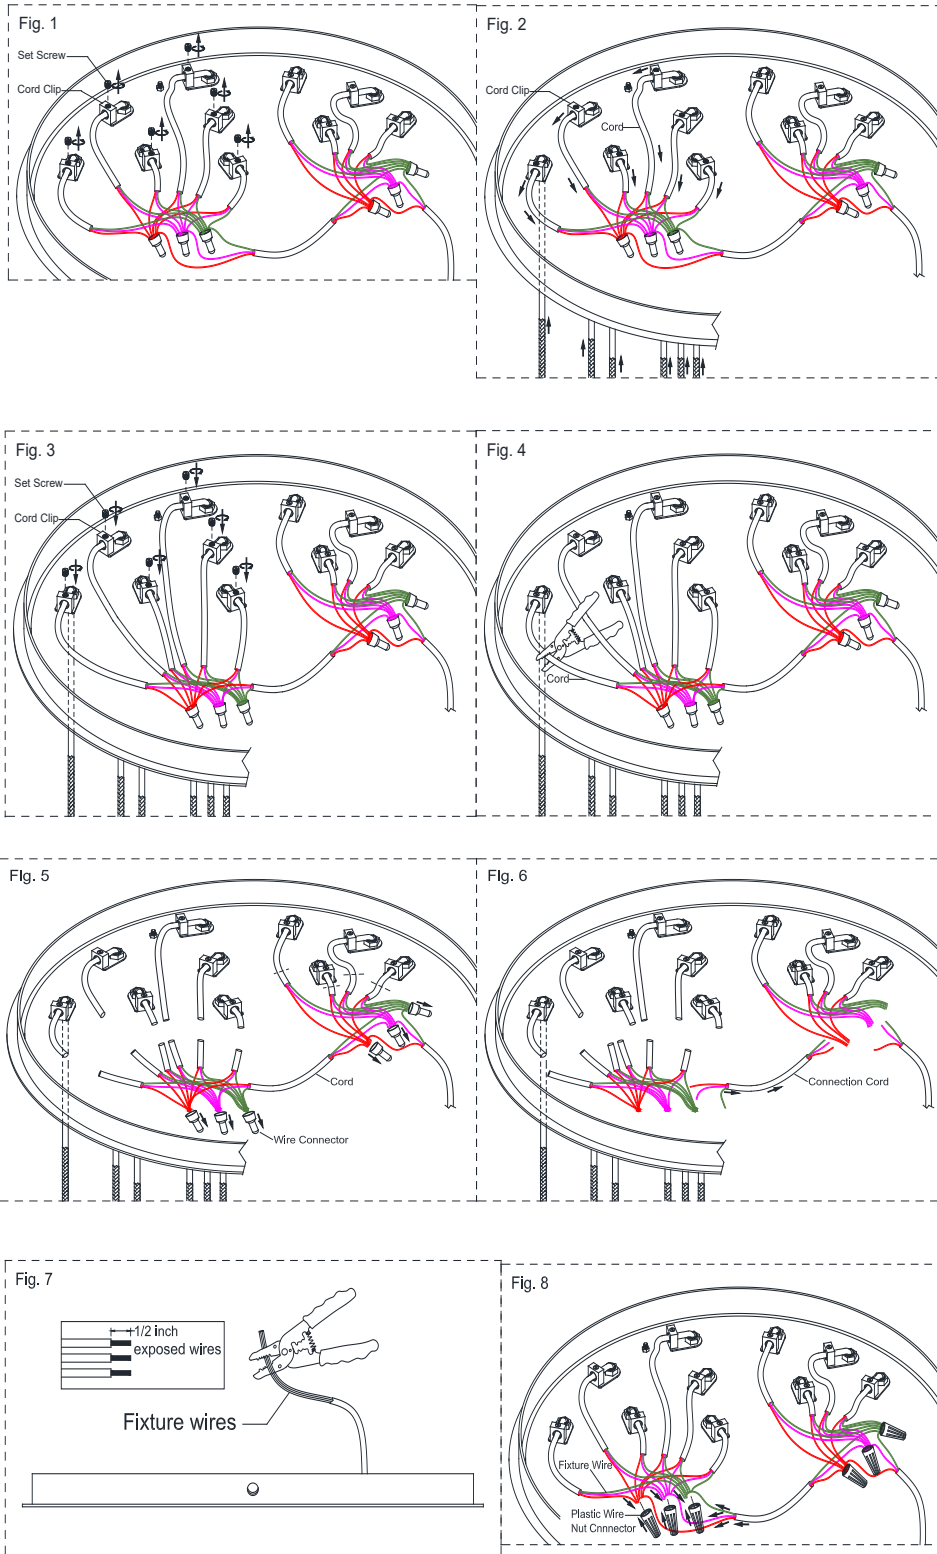 Fig. 1
Set Screw
Cord Clip
Fig. 2
Cord Clip
Cord
Fig. 3
Set Screw
Cord Clip
Fig. 4
Cord
Fig. 5
Cord
Wire Connector
Fig. 6
Connection Cord
Fig. 7
1/2 inch
exposed wires
Fixture wires
Fig. 8
Fixture Wire
Plastic Wire
Nut Cnnector